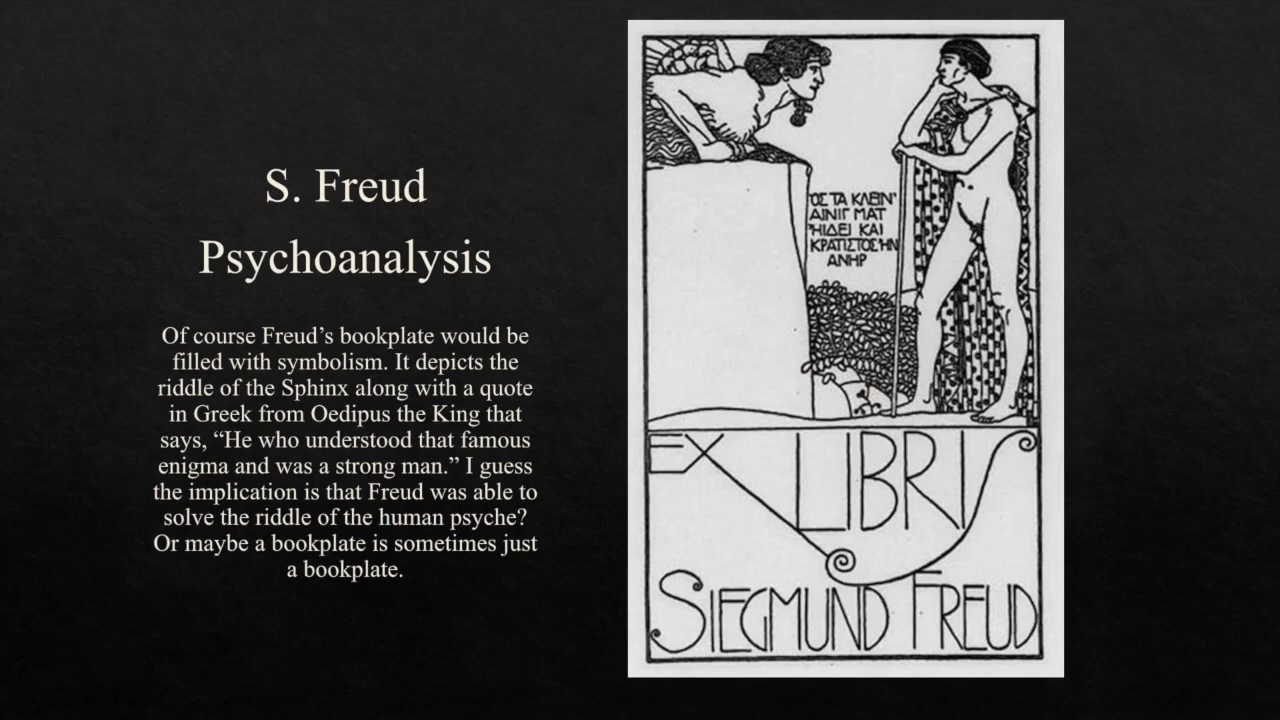 S. Freud
Psychoanalysis
Of course Freud’s bookplate would be
filled with symbolism. It depicts the
riddle of the Sphinx along with a quote
in Greek from Oedipus the King that
says, “He who understood that famous
enigma and was a strong man.” I guess
the implication is that Freud was able to
solve the riddle of the human psyche?
Or maybe a bookplate is sometimes just
a bookplate.
ὋΣ ΤΑ ΚΛΕΙΝ’
ΑΙΝΙΓ ΜΑΤ
ἬΙΔΕΙ ΚΑΙ
ΚΡΑΤΙΣΤΟΣ ἮΝ
ΑΝΗΡ
EX LIBRIS
SIEGMUND FREUD